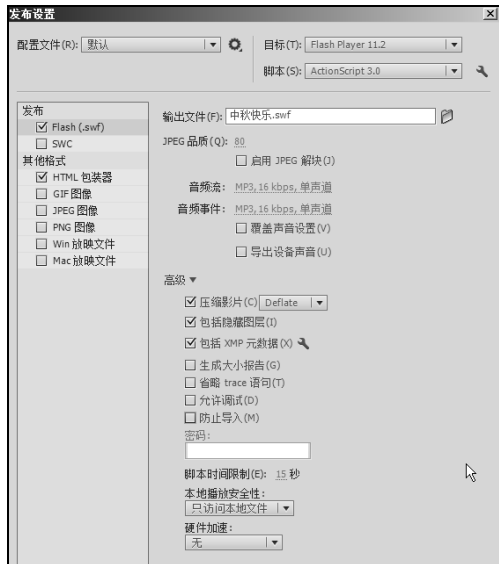 发布设置
配置文件(R): 默认
目标(T): Flash Player 11.2
脚本(S): ActionScript 3.0
发布
Flash (.swf)
SWC
其他格式
HTML 包装器
GIF 图像
JPEG 图像
PNG 图像
Win 放映文件
Mac 放映文件
输出文件(F): 中秋快乐.swf
JPEG 品质(Q): 80
启用 JPEG 解块(J)
音频流: MP3, 16 kbps, 单声道
音频事件: MP3, 16 kbps, 单声道
覆盖声音设置(V)
导出设备声音(U)
高级
压缩影片(C) Deflate
包括隐藏图层(I)
包括 XMP 元数据(X)
生成大小报告(G)
省略 trace 语句(T)
允许调试(D)
防止导入(M)
密码:
脚本时间限制(E): 15 秒
本地播放安全性:
只访问本地文件
硬件加速:
无